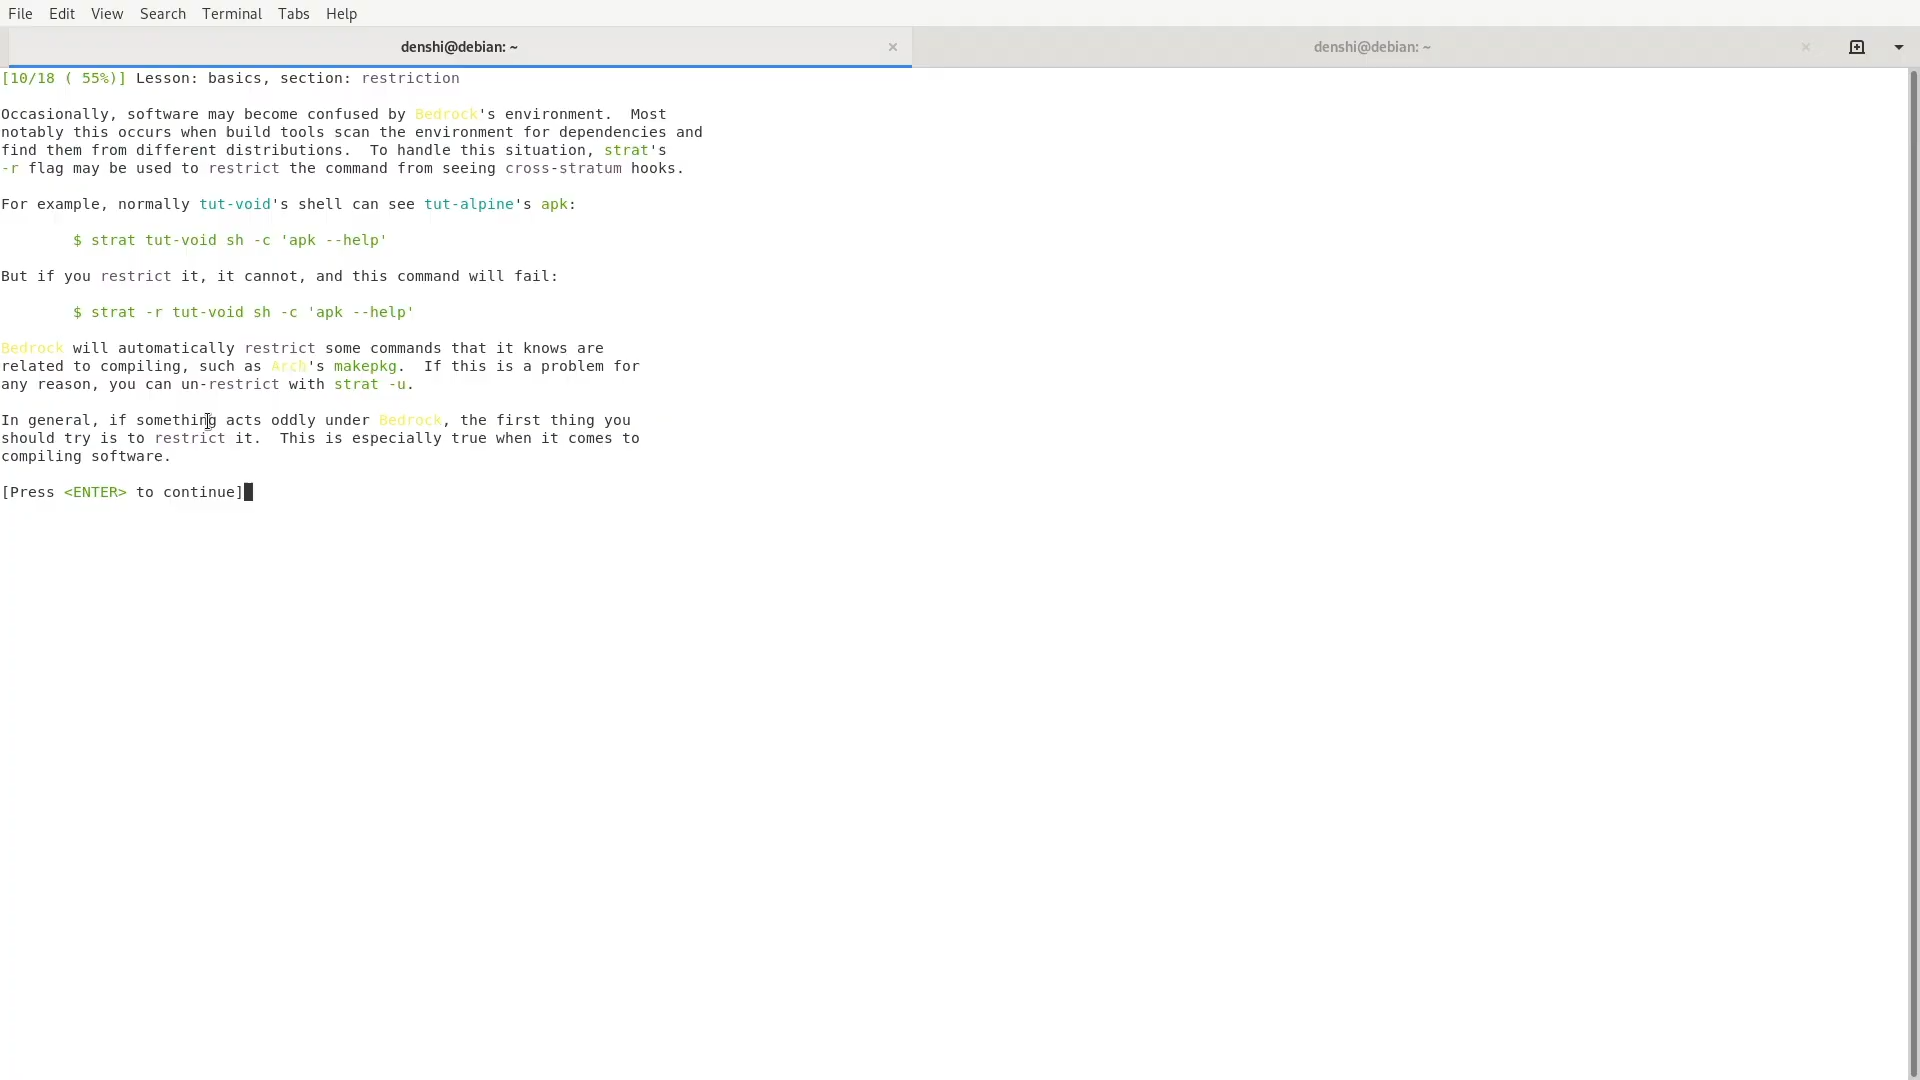 File Edit View Search Terminal Tabs Help
denshi@debian: ~ × denshi@debian: ~ ×
[10/18 ( 55%)] Lesson: basics, section: restriction
Occasionally, software may become confused by Bedrock's environment.  Most
notably this occurs when build tools scan the environment for dependencies and
find them from different distributions.  To handle this situation, strat's
-r flag may be used to restrict the command from seeing cross-stratum hooks.
For example, normally tut-void's shell can see tut-alpine's apk:
$ strat tut-void sh -c 'apk --help'
But if you restrict it, it cannot, and this command will fail:
$ strat -r tut-void sh -c 'apk --help'
Bedrock will automatically restrict some commands that it knows are
related to compiling, such as Arch's makepkg.  If this is a problem for
any reason, you can un-restrict with strat -u.
In general, if something acts oddly under Bedrock, the first thing you
should try is to restrict it.  This is especially true when it comes to
compiling software.
[Press <ENTER> to continue]